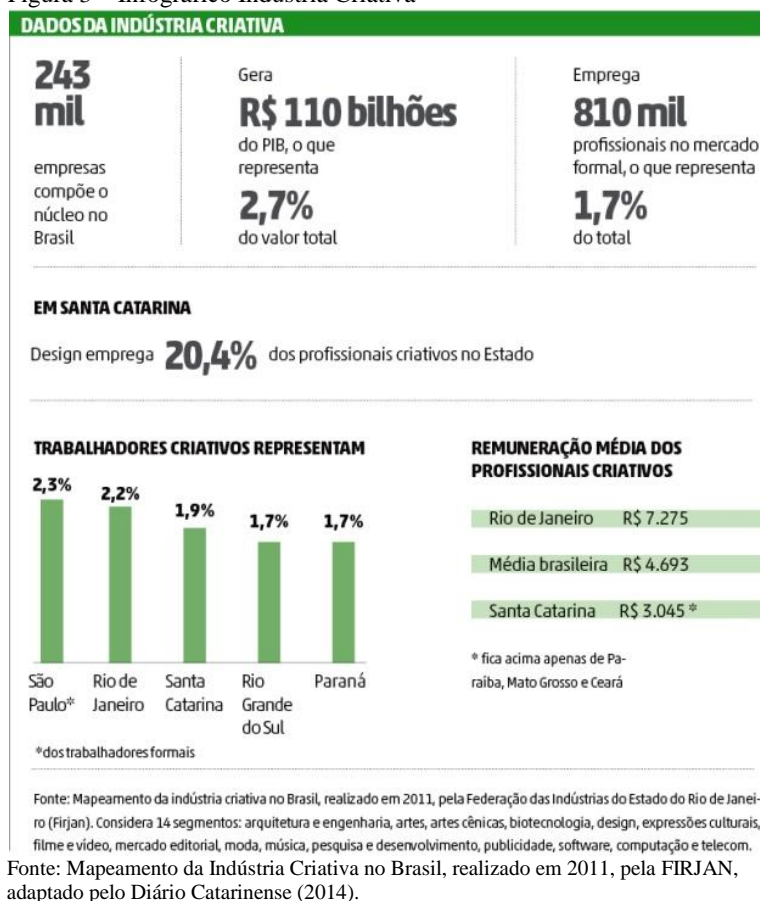 Figura 3 – Infográfico Indústria Criativa
DADOS DA INDÚSTRIA CRIATIVA
243
mil
empresas
compõe o
núcleo no
Brasil
Gera
R$ 110 bilhões
do PIB, o que
representa
2,7%
do valor total
Emprega
810 mil
profissionais no mercado
formal, o que representa
1,7%
do total
EM SANTA CATARINA
Design emprega 20,4% dos profissionais criativos no Estado
TRABALHADORES CRIATIVOS REPRESENTAM
2,3%
2,2%
1,9%
1,7%
1,7%
São
Paulo*
Rio de
Janeiro
Santa
Catarina
Rio
Grande
do Sul
Paraná
*dos trabalhadores formais
REMUNERAÇÃO MÉDIA DOS
PROFISSIONAIS CRIATIVOS
Rio de Janeiro R$ 7.275
Média brasileira R$ 4.693
Santa Catarina R$ 3.045 *
* fica acima apenas de Pa-
raíba, Mato Grosso e Ceará
Fonte: Mapeamento da indústria criativa no Brasil, realizado em 2011, pela Federação das Indústrias do Estado do Rio de Janei-
ro (Firjan). Considera 14 segmentos: arquitetura e engenharia, artes, artes cênicas, biotecnologia, design, expressões culturais,
filme e vídeo, mercado editorial, moda, música, pesquisa e desenvolvimento, publicidade, software, computação e telecom.
Fonte: Mapeamento da Indústria Criativa no Brasil, realizado em 2011, pela FIRJAN,
adaptado pelo Diário Catarinense (2014).